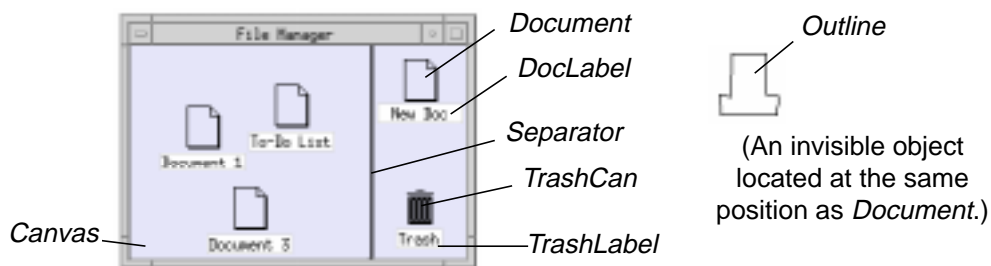 File Manager
Document
Outline
DocLabel
New Doc
To-Do List
Separator
Document 1
(An invisible object
located at the same
position as Document.)
TrashCan
Canvas
Document 3
Trash
TrashLabel